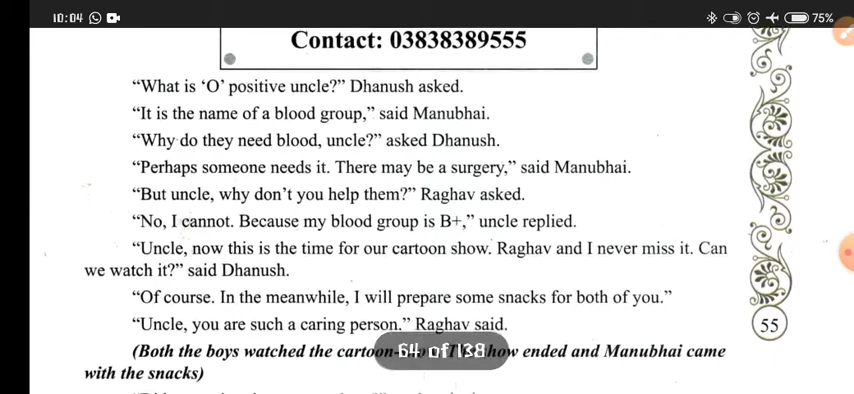 10:04
75%
Contact: 03838389555
“What is ‘O’ positive uncle?” Dhanush asked.
“It is the name of a blood group,” said Manubhai.
“Why do they need blood, uncle?” asked Dhanush.
“Perhaps someone needs it. There may be a surgery,” said Manubhai.
“But uncle, why don’t you help them?” Raghav asked.
“No, I cannot. Because my blood group is B+,” uncle replied.
“Uncle, now this is the time for our cartoon show. Raghav and I never miss it. Can
we watch it?” said Dhanush.
“Of course. In the meanwhile, I will prepare some snacks for both of you.”
“Uncle, you are such a caring person.” Raghav said.
55
(Both the boys watched the cartoon how ended and Manubhai came
64 of 138
with the snacks)